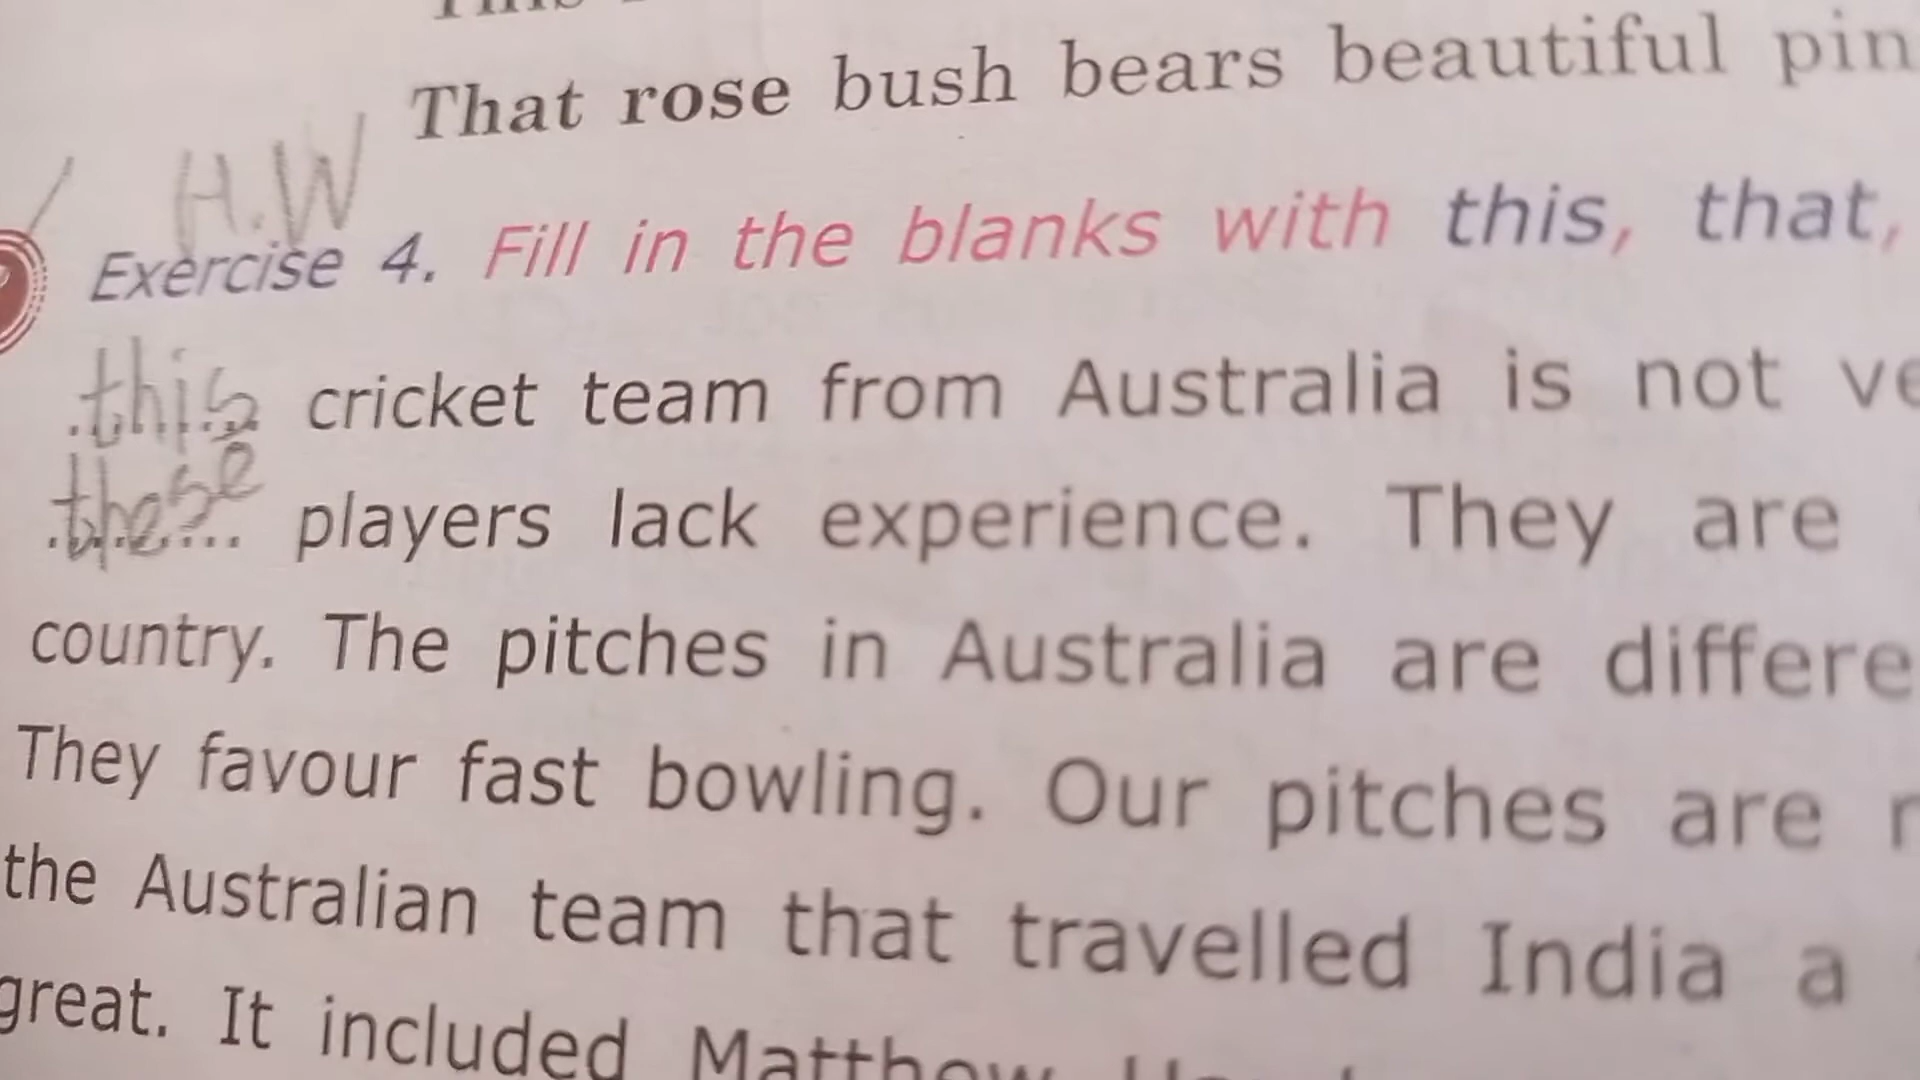 That rose bush bears beautiful pin
H.W
Exercise 4. Fill in the blanks with this, that,
this cricket team from Australia is not ve
these players lack experience. They are
country. The pitches in Australia are differe
They favour fast bowling. Our pitches are
the Australian team that travelled India a
great. It included Matthew